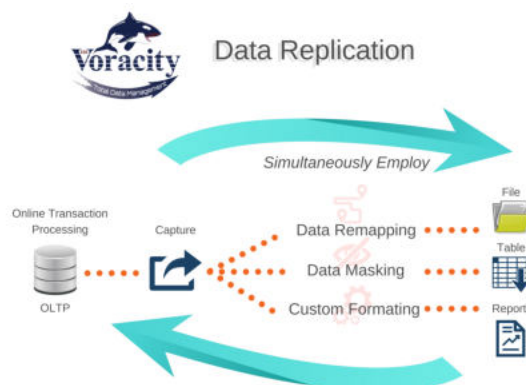 Voracity
Total Data Management
Data Replication
Simultaneously Employ
Online Transaction
Processing
OLTP
Capture
Data Remapping
Data Masking
Custom Formating
File
Table
Report